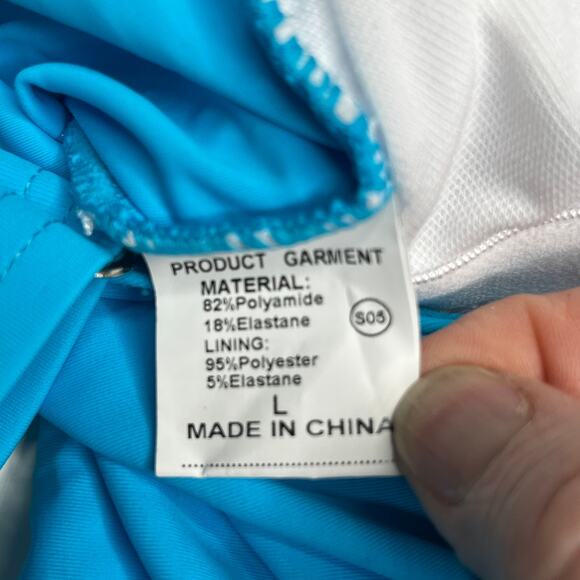 PRODUCT GARMENT
MATERIAL:
82%Polyamide
18%Elastane
S05
LINING:
95%Polyester
5%Elastane
L
MADE IN CHINA